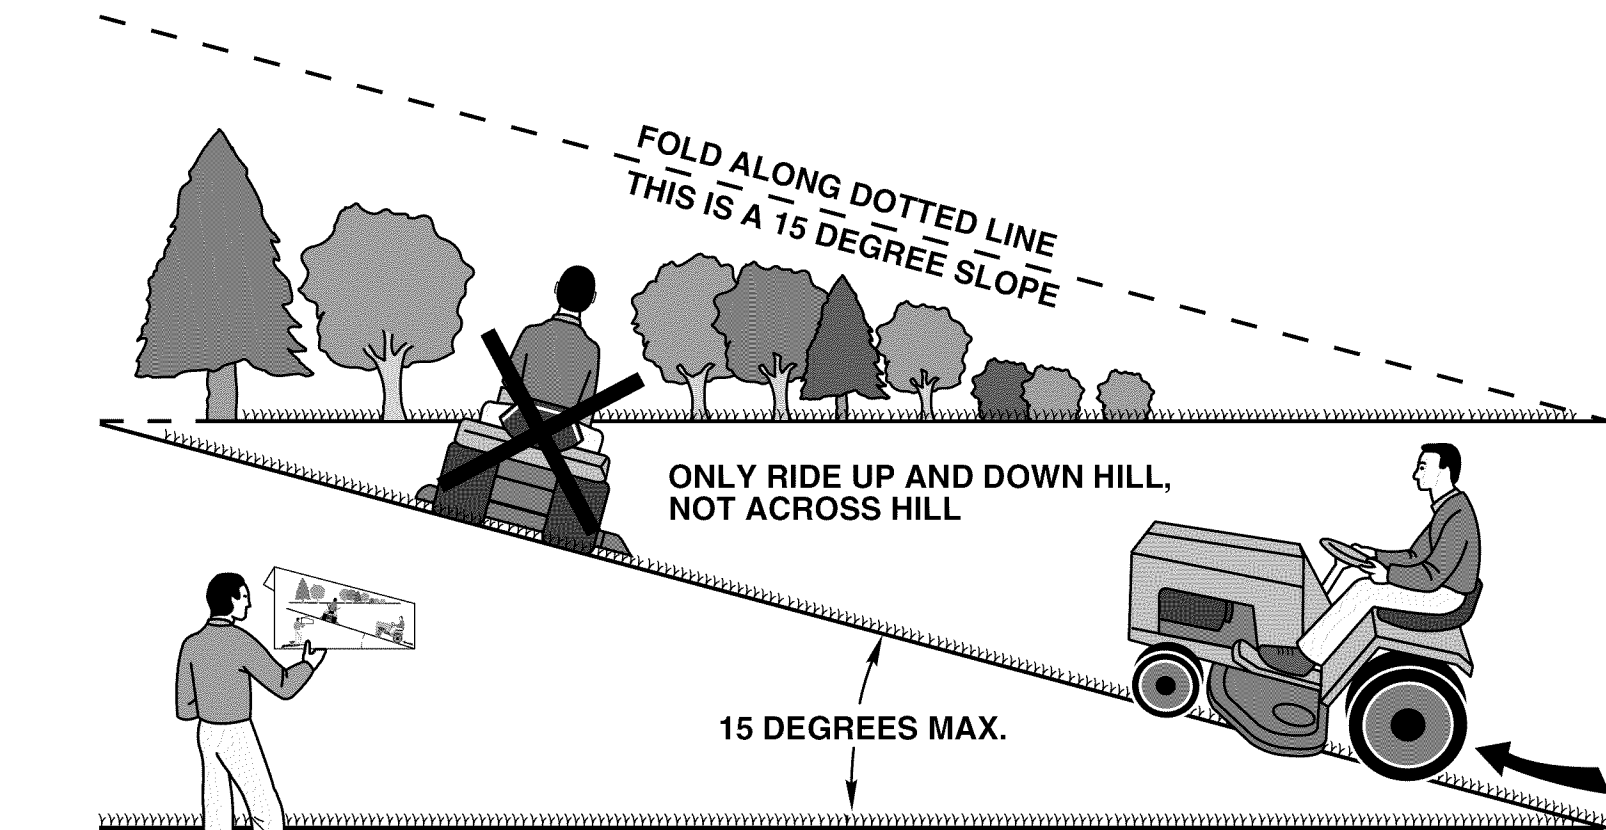 FOLD ALONG DOTTED LINE
THIS IS A 15 DEGREE SLOPE
ONLY RIDE UP AND DOWN HILL,
NOT ACROSS HILL
15 DEGREES MAX.